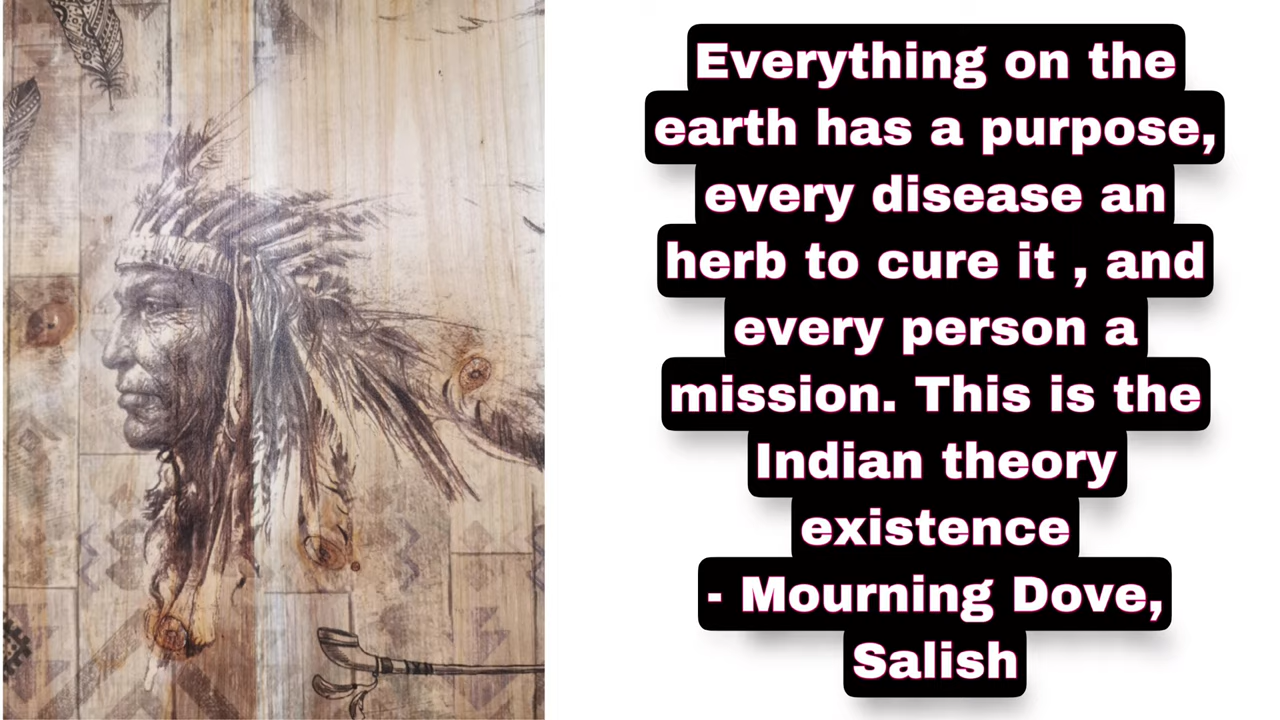 Everything on the
earth has a purpose,
every disease an
herb to cure it , and
every person a
mission. This is the
Indian theory
existence
- Mourning Dove,
Salish